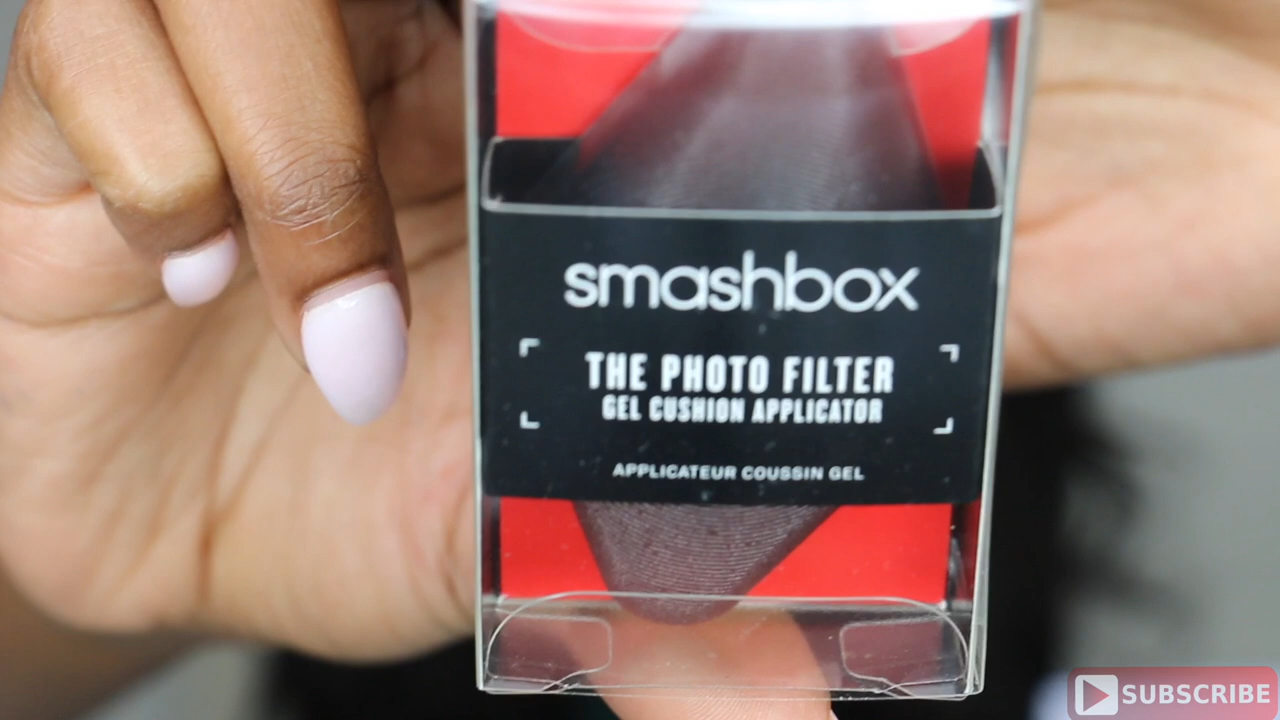 smashbox
THE PHOTO FILTER
GEL CUSHION APPLICATOR
APPLICATEUR COUSSIN GEL
SUBSCRIBE